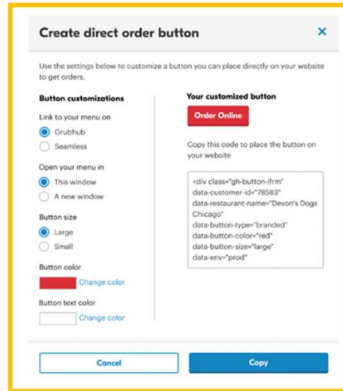 Create direct order button
×
Use the settings below to customize a button you can place directly on your website
to get orders.
Button customizations
Link to your menu on
Grubhub
Seamless
Open your menu in
This window
A new window
Button size
Large
Small
Button color
Change color
Button text color
Change color
Your customized button
Order Online
Copy this code to place the button on
your website
<div class="gh-button-ifrm"
data-customer-id="78583"
data-restaurant-name="Devon's Dogs
Chicago"
data-button-type="branded"
data-button-color="red"
data-button-size="large"
data-env="prod"
Cancel
Copy